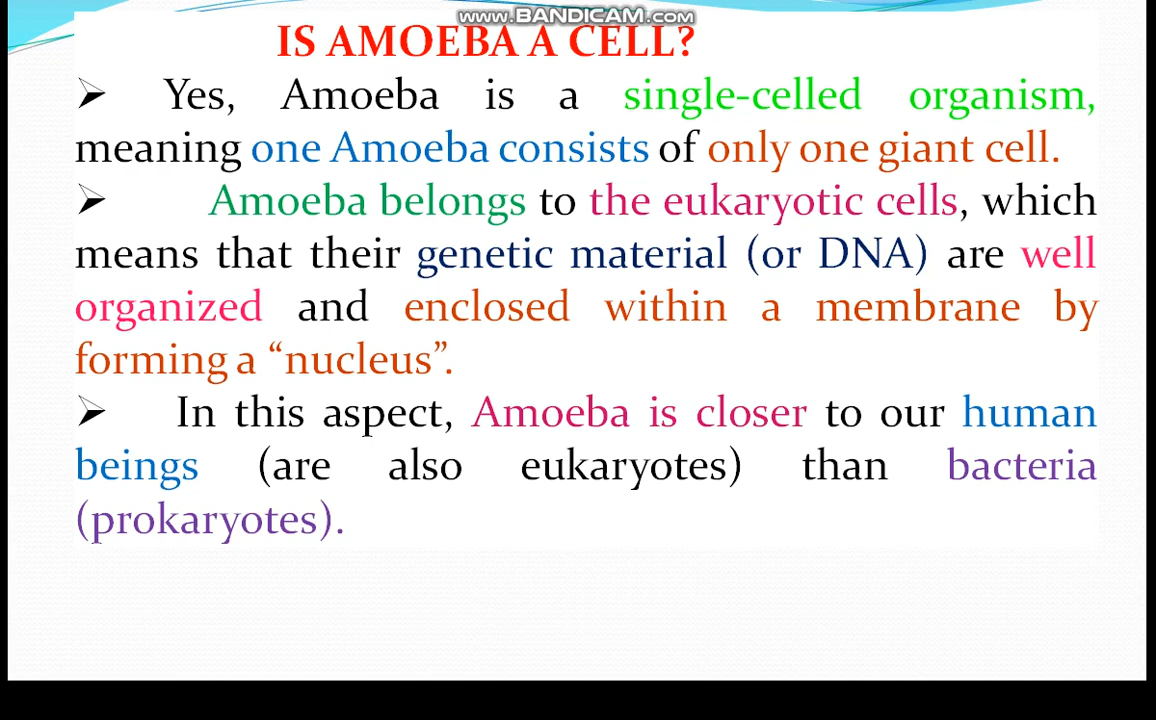 www.BANDICAM.com
IS AMOEBA A CELL?
➢ Yes, Amoeba is a single-celled organism,
meaning one Amoeba consists of only one giant cell.
➢ Amoeba belongs to the eukaryotic cells, which
means that their genetic material (or DNA) are well
organized and enclosed within a membrane by
forming a “nucleus”.
➢ In this aspect, Amoeba is closer to our human
beings (are also eukaryotes) than bacteria
(prokaryotes).